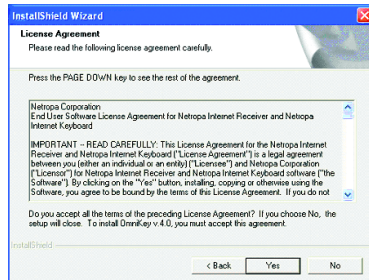 InstallShield Wizard
License Agreement
Please read the following license agreement carefully.
Press the PAGE DOWN key to see the rest of the agreement.
Netropa Corporation
End User Software License Agreement for Netropa Internet Receiver and Netropa
Internet Keyboard
IMPORTANT -- READ CAREFULLY: This License Agreement for the Netropa Internet
Receiver and Netropa Internet Keyboard ("License Agreement") is a legal agreement
between you (either an individual or an entity) ("Licensee") and Netropa Corporation
("Licensor") for Netropa Internet Receiver and Netropa Internet Keyboard software ("the
Software"). By clicking on the "Yes" button, installing, copying or otherwise using the
Software, you agree to be bound by the terms of this License Agreement. If you do not
Do you accept all the terms of the preceding License Agreement? If you choose No, the
setup will close. To install OmniKey v.4.0, you must accept this agreement.
InstallShield
< Back
Yes
No